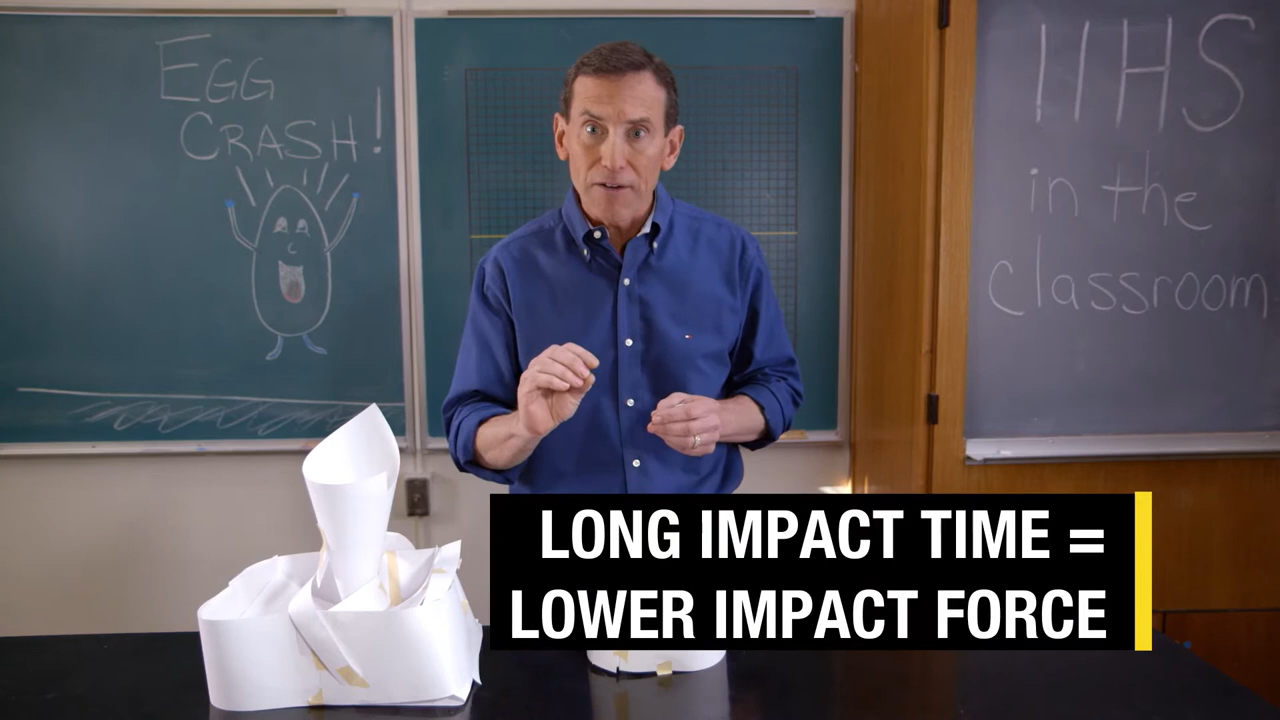 EGG
CRASH!
IIHS
in the
classroom
LONG IMPACT TIME =
LOWER IMPACT FORCE